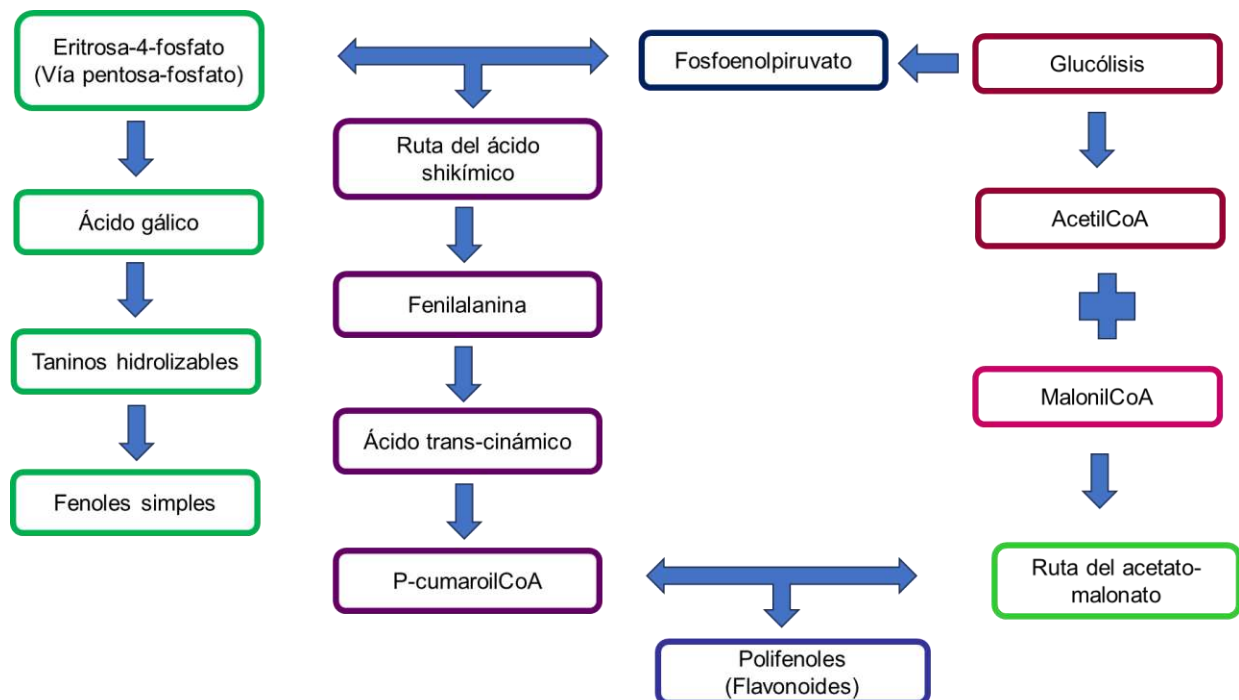 Eritrosa-4-fosfato
(Vía pentosa-fosfato)
Fosfoenolpiruvato
Glucólisis
Ruta del ácido
shikímico
Ácido gálico
AcetilCoA
Fenilalanina
Taninos hidrolizables
MalonilCoA
Ácido trans-cinámico
Fenoles simples
P-cumaroilCoA
Ruta del acetato-
malonato
Polifenoles
(Flavonoides)